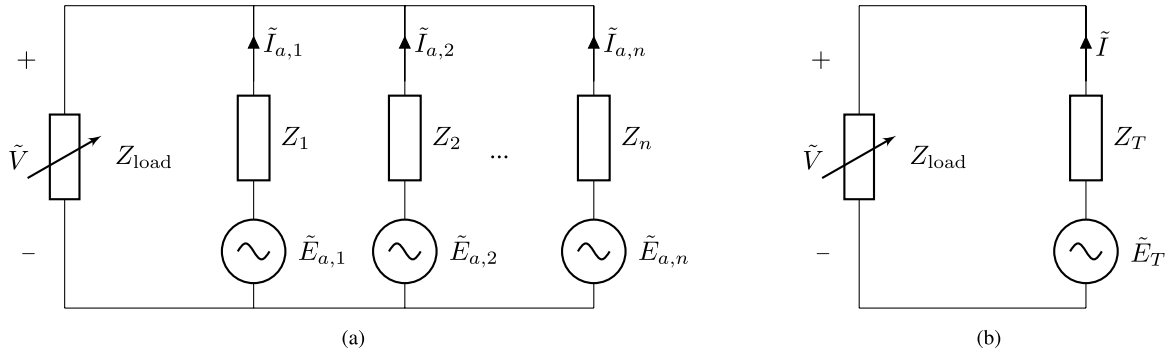 +
Ṽ
Z_load
–
Ĩ_{a,1}
Z_1
Ẽ_{a,1}
Ĩ_{a,2}
Z_2
Ẽ_{a,2}
...
Ĩ_{a,n}
Z_n
Ẽ_{a,n}
(a)
+
Ṽ
Z_load
–
Ĩ
Z_T
Ẽ_T
(b)